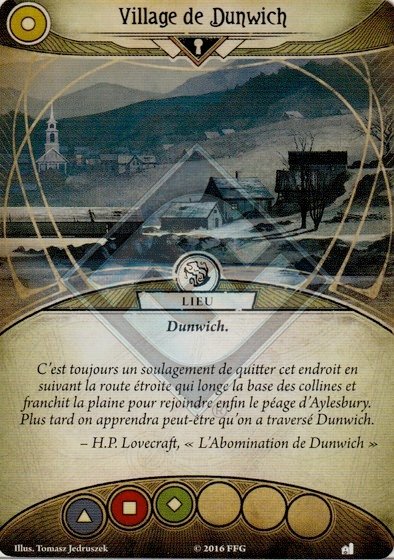 Village de Dunwich
LIEU
Dunwich.
C'est toujours un soulagement de quitter cet endroit en
suivant la route étroite qui longe la base des collines et
franchit la plaine pour rejoindre enfin le péage d'Aylesbury.
Plus tard on apprendra peut-être qu'on a traversé Dunwich.
– H.P. Lovecraft, « L'Abomination de Dunwich »
Illus. Tomasz Jedruszek © 2016 FFG